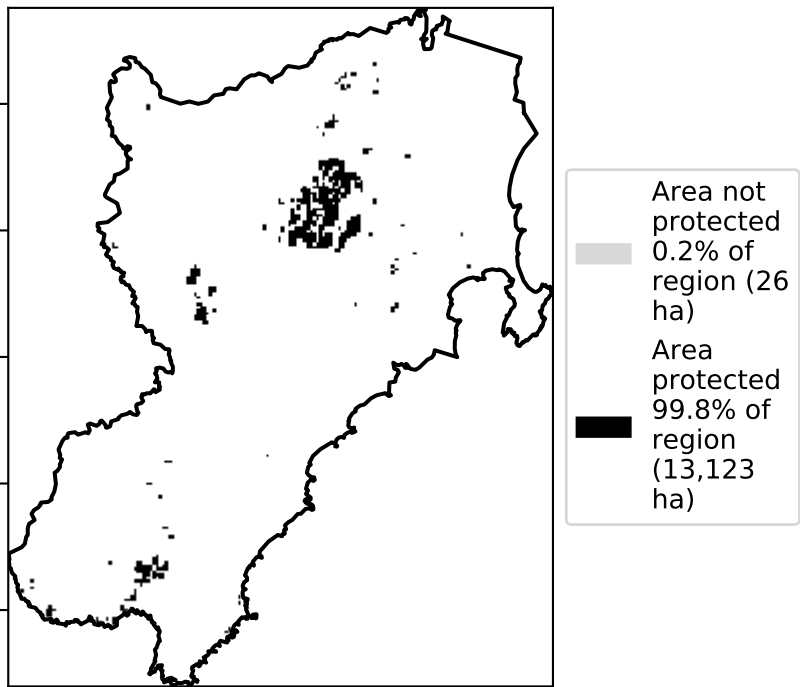 Area not
protected
0.2% of
region (26
ha)
Area
protected
99.8% of
region
(13,123
ha)